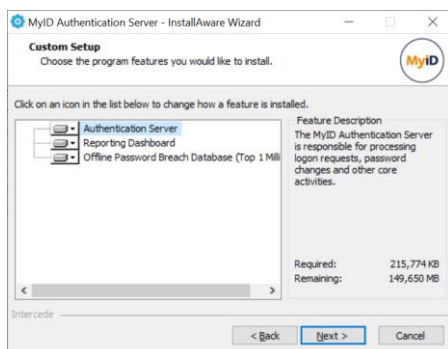 MyID Authentication Server - InstallAware Wizard
Custom Setup
Choose the program features you would like to install.
MyiD
Click on an icon in the list below to change how a feature is installed.
Authentication Server
Reporting Dashboard
Offline Password Breach Database (Top 1 Milli
Feature Description
The MyID Authentication Server
is responsible for processing
logon requests, password
changes and other core
activities.
Required: 215,774 KB
Remaining: 149,650 MB
Intercede
< Back
Next >
Cancel